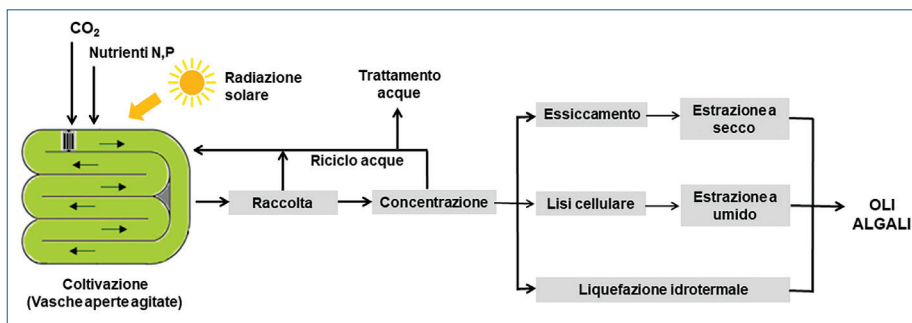 CO2
Nutrienti N,P
Radiazione
solare
Trattamento
acque
Riciclo acque
Raccolta
Concentrazione
Essiccamento
Estrazione a
secco
Lisi cellulare
Estrazione a
umido
Liquefazione idrotermale
OLI
ALGALI
Coltivazione
(Vasche aperte agitate)